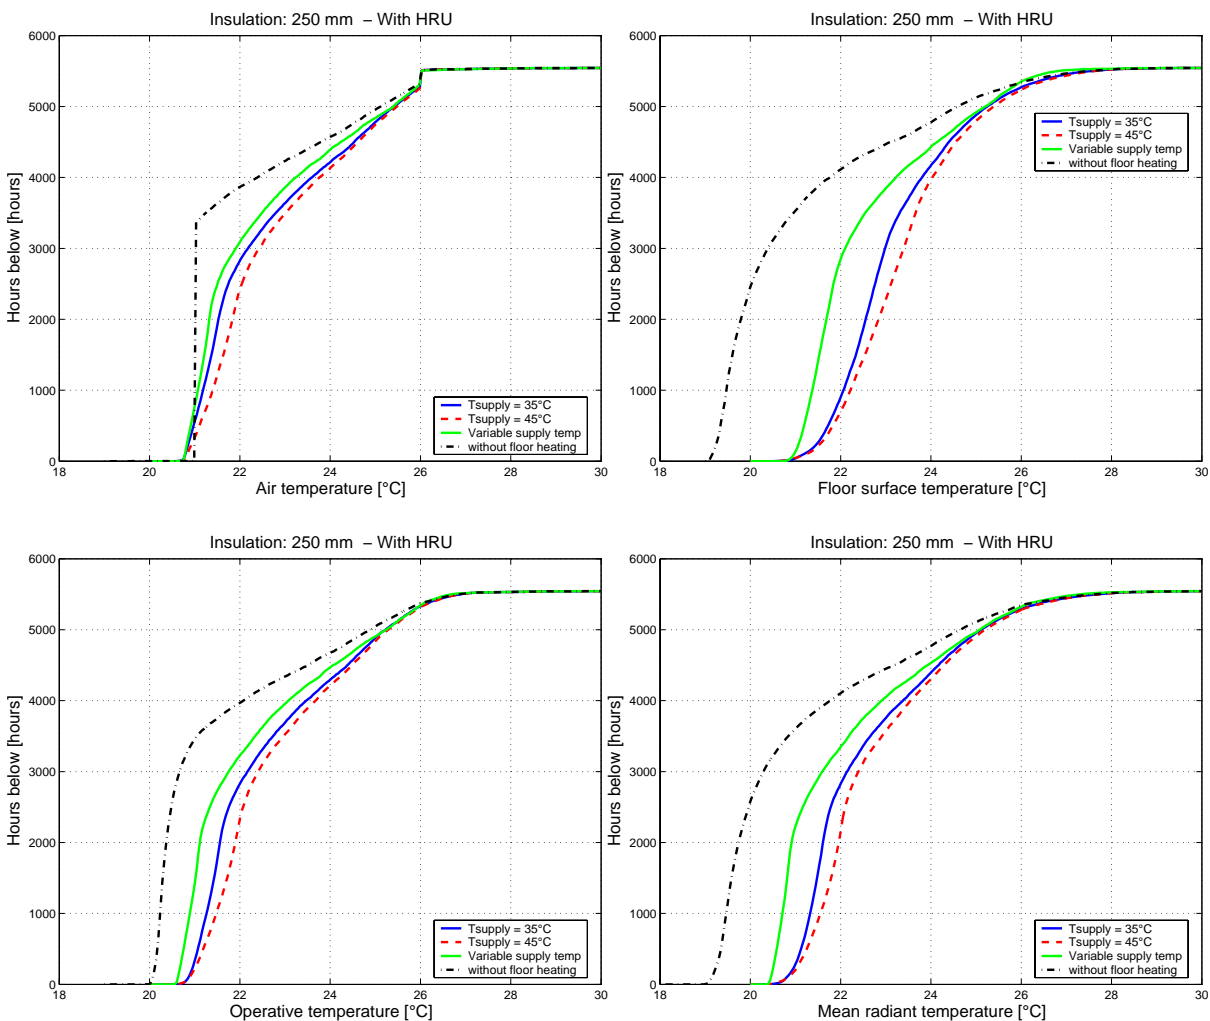 Insulation: 250 mm – With HRU
6000
5000
4000
3000
2000
1000
0
Hours below [hours]
Tsupply = 35°C
Tsupply = 45°C
Variable supply temp
without floor heating
18 20 22 24 26 28 30
Air temperature [°C]
Insulation: 250 mm – With HRU
6000
5000
4000
3000
2000
1000
0
Hours below [hours]
Tsupply = 35°C
Tsupply = 45°C
Variable supply temp
without floor heating
18 20 22 24 26 28 30
Floor surface temperature [°C]
Insulation: 250 mm – With HRU
6000
5000
4000
3000
2000
1000
0
Hours below [hours]
Tsupply = 35°C
Tsupply = 45°C
Variable supply temp
without floor heating
18 20 22 24 26 28 30
Operative temperature [°C]
Insulation: 250 mm – With HRU
6000
5000
4000
3000
2000
1000
0
Hours below [hours]
Tsupply = 35°C
Tsupply = 45°C
Variable supply temp
without floor heating
18 20 22 24 26 28 30
Mean radiant temperature [°C]